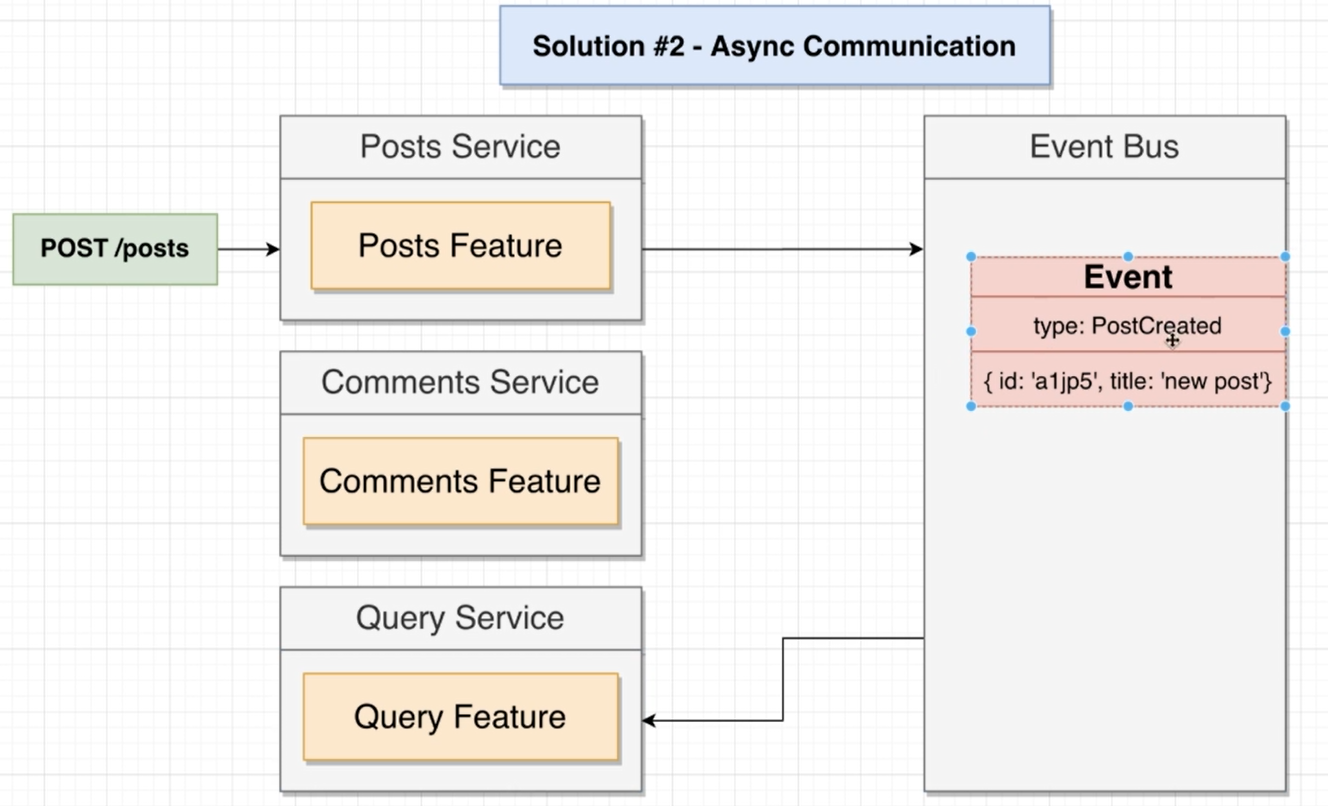 Solution #2 - Async Communication
Posts Service
Event Bus
POST /posts
Posts Feature
Event
type: PostCreated
{ id: 'a1jp5', title: 'new post'}
Comments Service
Comments Feature
Query Service
Query Feature